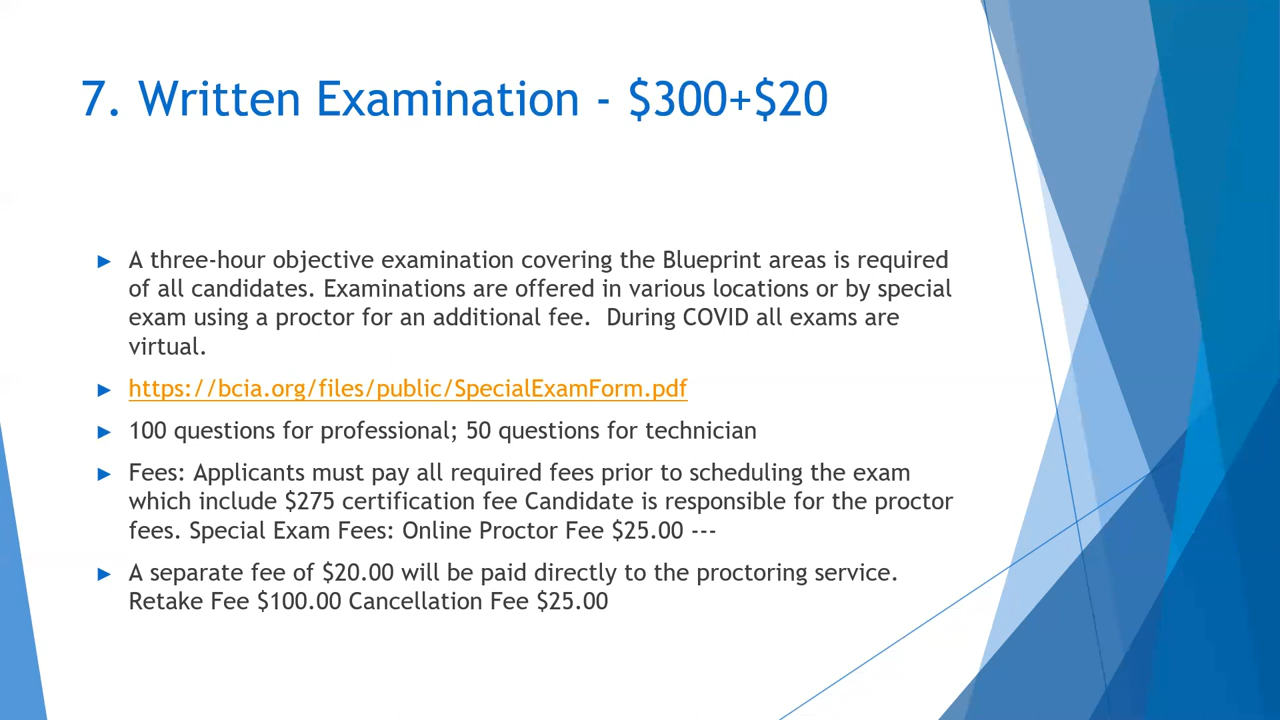 7. Written Examination - $300+$20
A three-hour objective examination covering the Blueprint areas is required
of all candidates. Examinations are offered in various locations or by special
exam using a proctor for an additional fee.  During COVID all exams are
virtual.
https://bcia.org/files/public/SpecialExamForm.pdf
100 questions for professional; 50 questions for technician
Fees: Applicants must pay all required fees prior to scheduling the exam
which include $275 certification fee Candidate is responsible for the proctor
fees. Special Exam Fees: Online Proctor Fee $25.00 ---
A separate fee of $20.00 will be paid directly to the proctoring service.
Retake Fee $100.00 Cancellation Fee $25.00